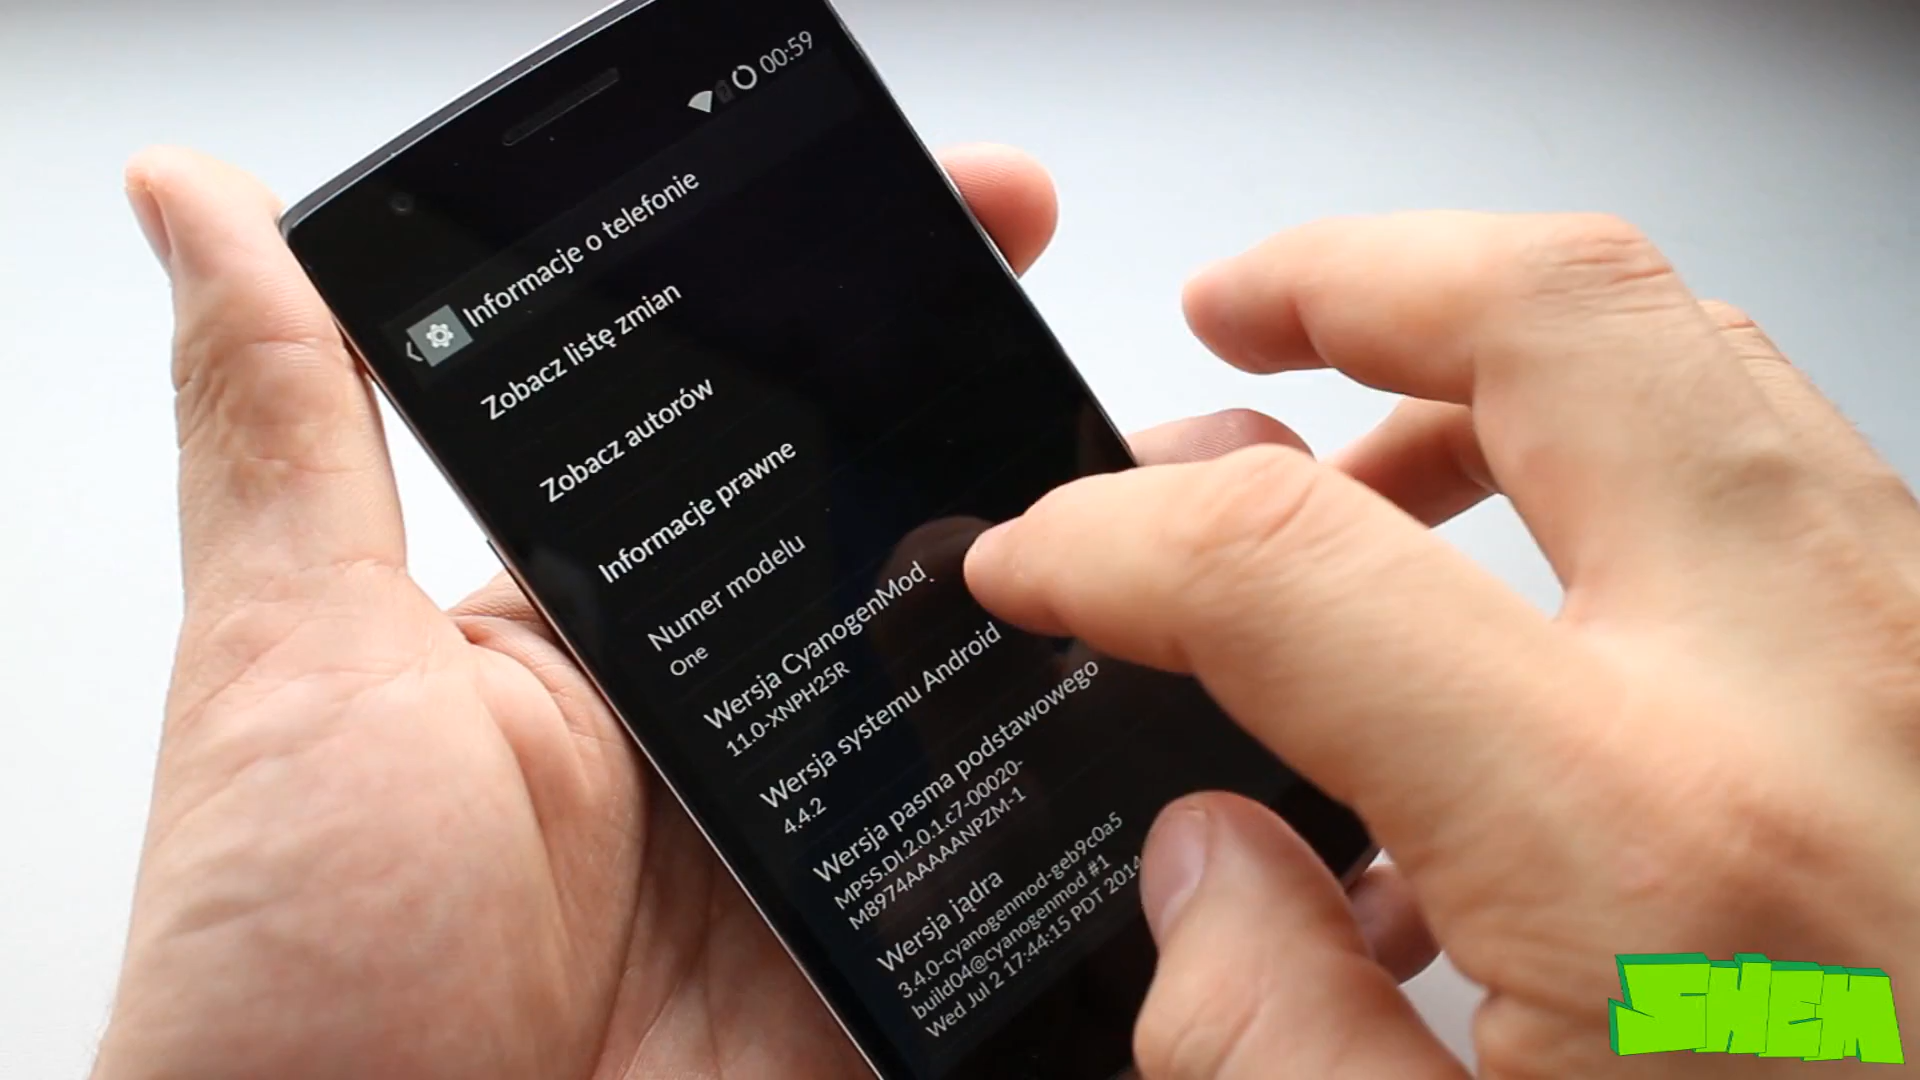 00:59
Informacje o telefonie
Zobacz listę zmian
Zobacz autorów
Informacje prawne
Numer modelu
One
Wersja CyanogenMod
11.0-XNPH25R
Wersja systemu Android
4.4.2
Wersja pasma podstawowego
MPSS.DI.2.0.1.c7-00020-
M8974AAAAANPZM-1
Wersja jądra
3.4.0-cyanogenmod-geb9c0a5
build04@cyanogenmod #1
Wed Jul 2 17:44:15 PDT 2014
SHEM